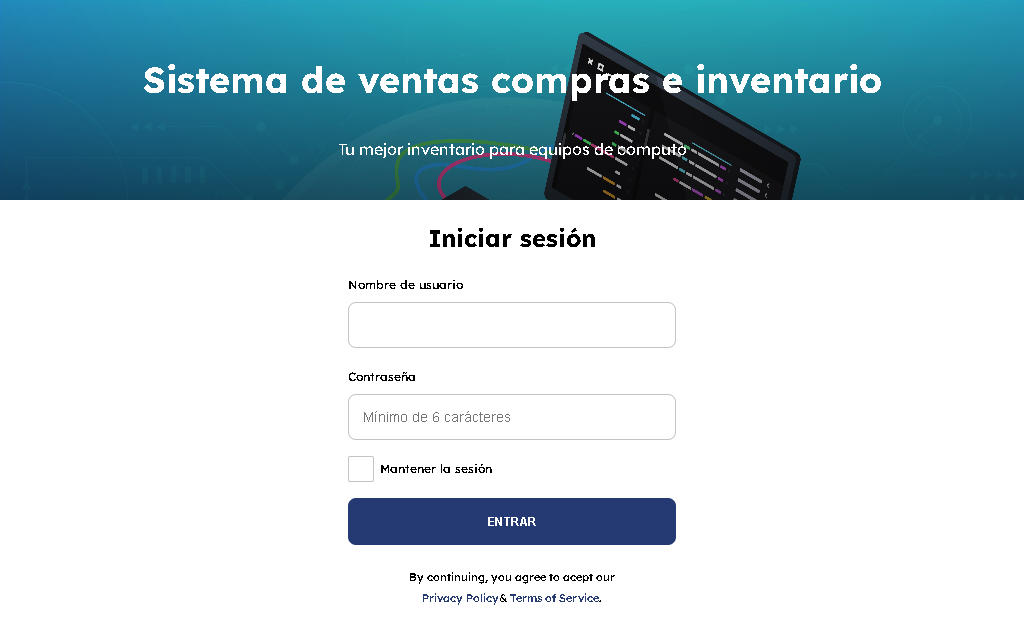 Sistema de ventas compras e inventario
Tu mejor inventario para equipos de computo
Iniciar sesión
Nombre de usuario
Contraseña
Mínimo de 6 carácteres
Mantener la sesión
ENTRAR
By continuing, you agree to acept our
Privacy Policy& Terms of Service.